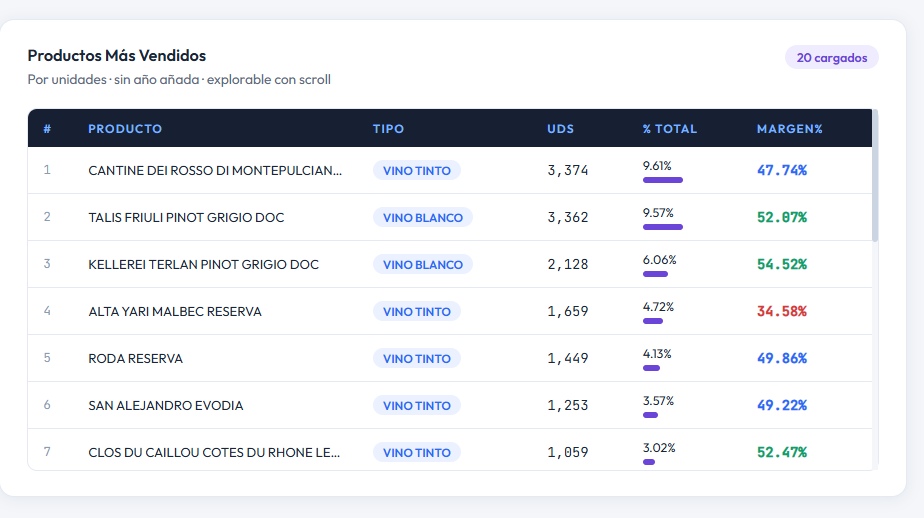 Productos Más Vendidos
20 cargados
Por unidades · sin año añada · explorable con scroll
# PRODUCTO TIPO UDS % TOTAL MARGEN%
1 CANTINE DEI ROSSO DI MONTEPULCIAN... VINO TINTO 3,374 9.61% 47.74%
2 TALIS FRIULI PINOT GRIGIO DOC VINO BLANCO 3,362 9.57% 52.07%
3 KELLEREI TERLAN PINOT GRIGIO DOC VINO BLANCO 2,128 6.06% 54.52%
4 ALTA YARI MALBEC RESERVA VINO TINTO 1,659 4.72% 34.58%
5 RODA RESERVA VINO TINTO 1,449 4.13% 49.86%
6 SAN ALEJANDRO EVODIA VINO TINTO 1,253 3.57% 49.22%
7 CLOS DU CAILLOU COTES DU RHONE LE... VINO TINTO 1,059 3.02% 52.47%